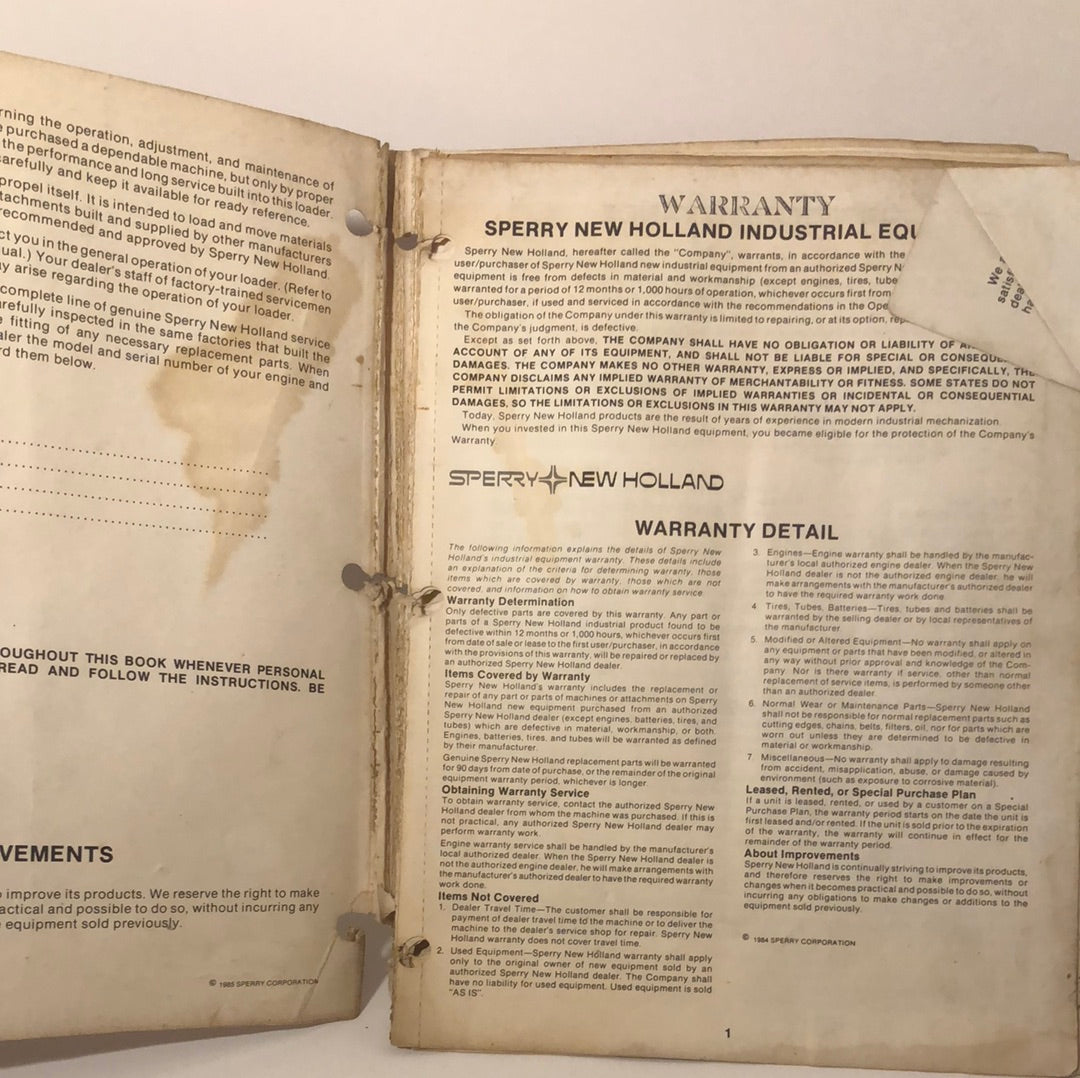 rning the operation, adjustment, and maintenance of
purchased a dependable machine, but only by proper
the performance and long service built into this loader.
arefully and keep it available for ready reference.
propel itself. It is intended to load and move materials
tachments built and supplied by other manufacturers
recommended and approved by Sperry New Holland.
ct you in the general operation of your loader. (Refer to
ual.) Your dealer's staff of factory-trained servicemen
y arise regarding the operation of your loader.
complete line of genuine Sperry New Holland service
refully inspected in the same factories that built the
fitting of any necessary replacement parts. When
aler the model and serial number of your engine and
rd them below.
OUGHOUT THIS BOOK WHENEVER PERSONAL
READ AND FOLLOW THE INSTRUCTIONS. BE
VEMENTS
improve its products. We reserve the right to make
actical and possible to do so, without incurring any
equipment sold previously.
© 1985 SPERRY CORPORATION
WARRANTY
SPERRY NEW HOLLAND INDUSTRIAL EQU
Sperry New Holland, hereafter called the "Company", warrants, in accordance with the
user/purchaser of Sperry New Holland new industrial equipment from an authorized Sperry N
equipment is free from defects in material and workmanship (except engines, tires, tube
warranted for a period of 12 months or 1,000 hours of operation, whichever occurs first from
user/purchaser, if used and serviced in accordance with the recommendations in the Ope
The obligation of the Company under this warranty is limited to repairing, or at its option, rep
the Company's judgment, is defective.
Except as set forth above, THE COMPANY SHALL HAVE NO OBLIGATION OR LIABILITY OF A
ACCOUNT OF ANY OF ITS EQUIPMENT, AND SHALL NOT BE LIABLE FOR SPECIAL OR CONSEQUE
DAMAGES. THE COMPANY MAKES NO OTHER WARRANTY, EXPRESS OR IMPLIED, AND SPECIFICALLY, THE
COMPANY DISCLAIMS ANY IMPLIED WARRANTY OF MERCHANTABILITY OR FITNESS. SOME STATES DO NOT
PERMIT LIMITATIONS OR EXCLUSIONS OF IMPLIED WARRANTIES OR INCIDENTAL OR CONSEQUENTIAL
DAMAGES, SO THE LIMITATIONS OR EXCLUSIONS IN THIS WARRANTY MAY NOT APPLY.
Today, Sperry New Holland products are the result of years of experience in modern industrial mechanization.
When you invested in this Sperry New Holland equipment, you became eligible for the protection of the Company's
Warranty.
We
satis
dea
h
SPERRY NEW HOLLAND
WARRANTY DETAIL
The following information explains the details of Sperry New
Holland's industrial equipment warranty. These details include
an explanation of the criteria for determining warranty, those
items which are covered by warranty, those which are not
covered, and information on how to obtain warranty service.
Warranty Determination
Only defective parts are covered by this warranty. Any part or
parts of a Sperry New Holland industrial product found to be
defective within 12 months or 1,000 hours, whichever occurs first
from date of sale or lease to the first user/purchaser, in accordance
with the provisions of this warranty, will be repaired or replaced by
an authorized Sperry New Holland dealer.
Items Covered by Warranty
Sperry New Holland's warranty includes the replacement or
repair of any part or parts of machines or attachments on Sperry
New Holland new equipment purchased from an authorized
Sperry New Holland dealer (except engines, batteries, tires, and
tubes) which are defective in material, workmanship, or both.
Engines, batteries, tires, and tubes will be warranted as defined
by their manufacturer.
Genuine Sperry New Holland replacement parts will be warranted
for 90 days from date of purchase, or the remainder of the original
equipment warranty period, whichever is longer.
Obtaining Warranty Service
To obtain warranty service, contact the authorized Sperry New
Holland dealer from whom the machine was purchased. If this is
not practical, any authorized Sperry New Holland dealer may
perform warranty work.
Engine warranty service shall be handled by the manufacturer's
local authorized dealer. When the Sperry New Holland dealer is
not the authorized engine dealer, he will make arrangements with
the manufacturer's authorized dealer to have the required warranty
work done.
Items Not Covered
1. Dealer Travel Time—The customer shall be responsible for
payment of dealer travel time to the machine or to deliver the
machine to the dealer's service shop for repair. Sperry New
Holland warranty does not cover travel time.
2. Used Equipment—Sperry New Holland warranty shall apply
only to the original owner of new equipment sold by an
authorized Sperry New Holland dealer. The Company shall
have no liability for used equipment. Used equipment is sold
"AS IS".
3. Engines—Engine warranty shall be handled by the manufac-
turer's local authorized engine dealer. When the Sperry New
Holland dealer is not the authorized engine dealer, he will
make arrangements with the manufacturer's authorized dealer
to have the required warranty work done.
4 Tires, Tubes, Batteries—Tires, tubes and batteries shall be
warranted by the selling dealer or by local representatives of
the manufacturer.
5. Modified or Altered Equipment—No warranty shall apply on
any equipment or parts that have been modified, or altered in
any way without prior approval and knowledge of the Com-
pany. Nor is there warranty if service, other than normal
replacement of service items, is performed by someone other
than an authorized dealer.
6. Normal Wear or Maintenance Parts—Sperry New Holland
shall not be responsible for normal replacement parts such as
cutting edges, chains, belts, filters, oil, nor for parts which are
worn out unless they are determined to be defective in
material or workmanship.
7. Miscellaneous—No warranty shall apply to damage resulting
from accident, misapplication, abuse, or damage caused by
environment (such as exposure to corrosive material).
Leased, Rented, or Special Purchase Plan
If a unit is leased, rented, or used by a customer on a Special
Purchase Plan, the warranty period starts on the date the unit is
first leased and/or rented. If the unit is sold prior to the expiration
of the warranty, the warranty will continue in effect for the
remainder of the warranty period.
About Improvements
Sperry New Holland is continually striving to improve its products,
and therefore reserves the right to make improvements or
changes when it becomes practical and possible to do so, without
incurring any obligations to make changes or additions to the
equipment sold previously.
© 1984 SPERRY CORPORATION
1